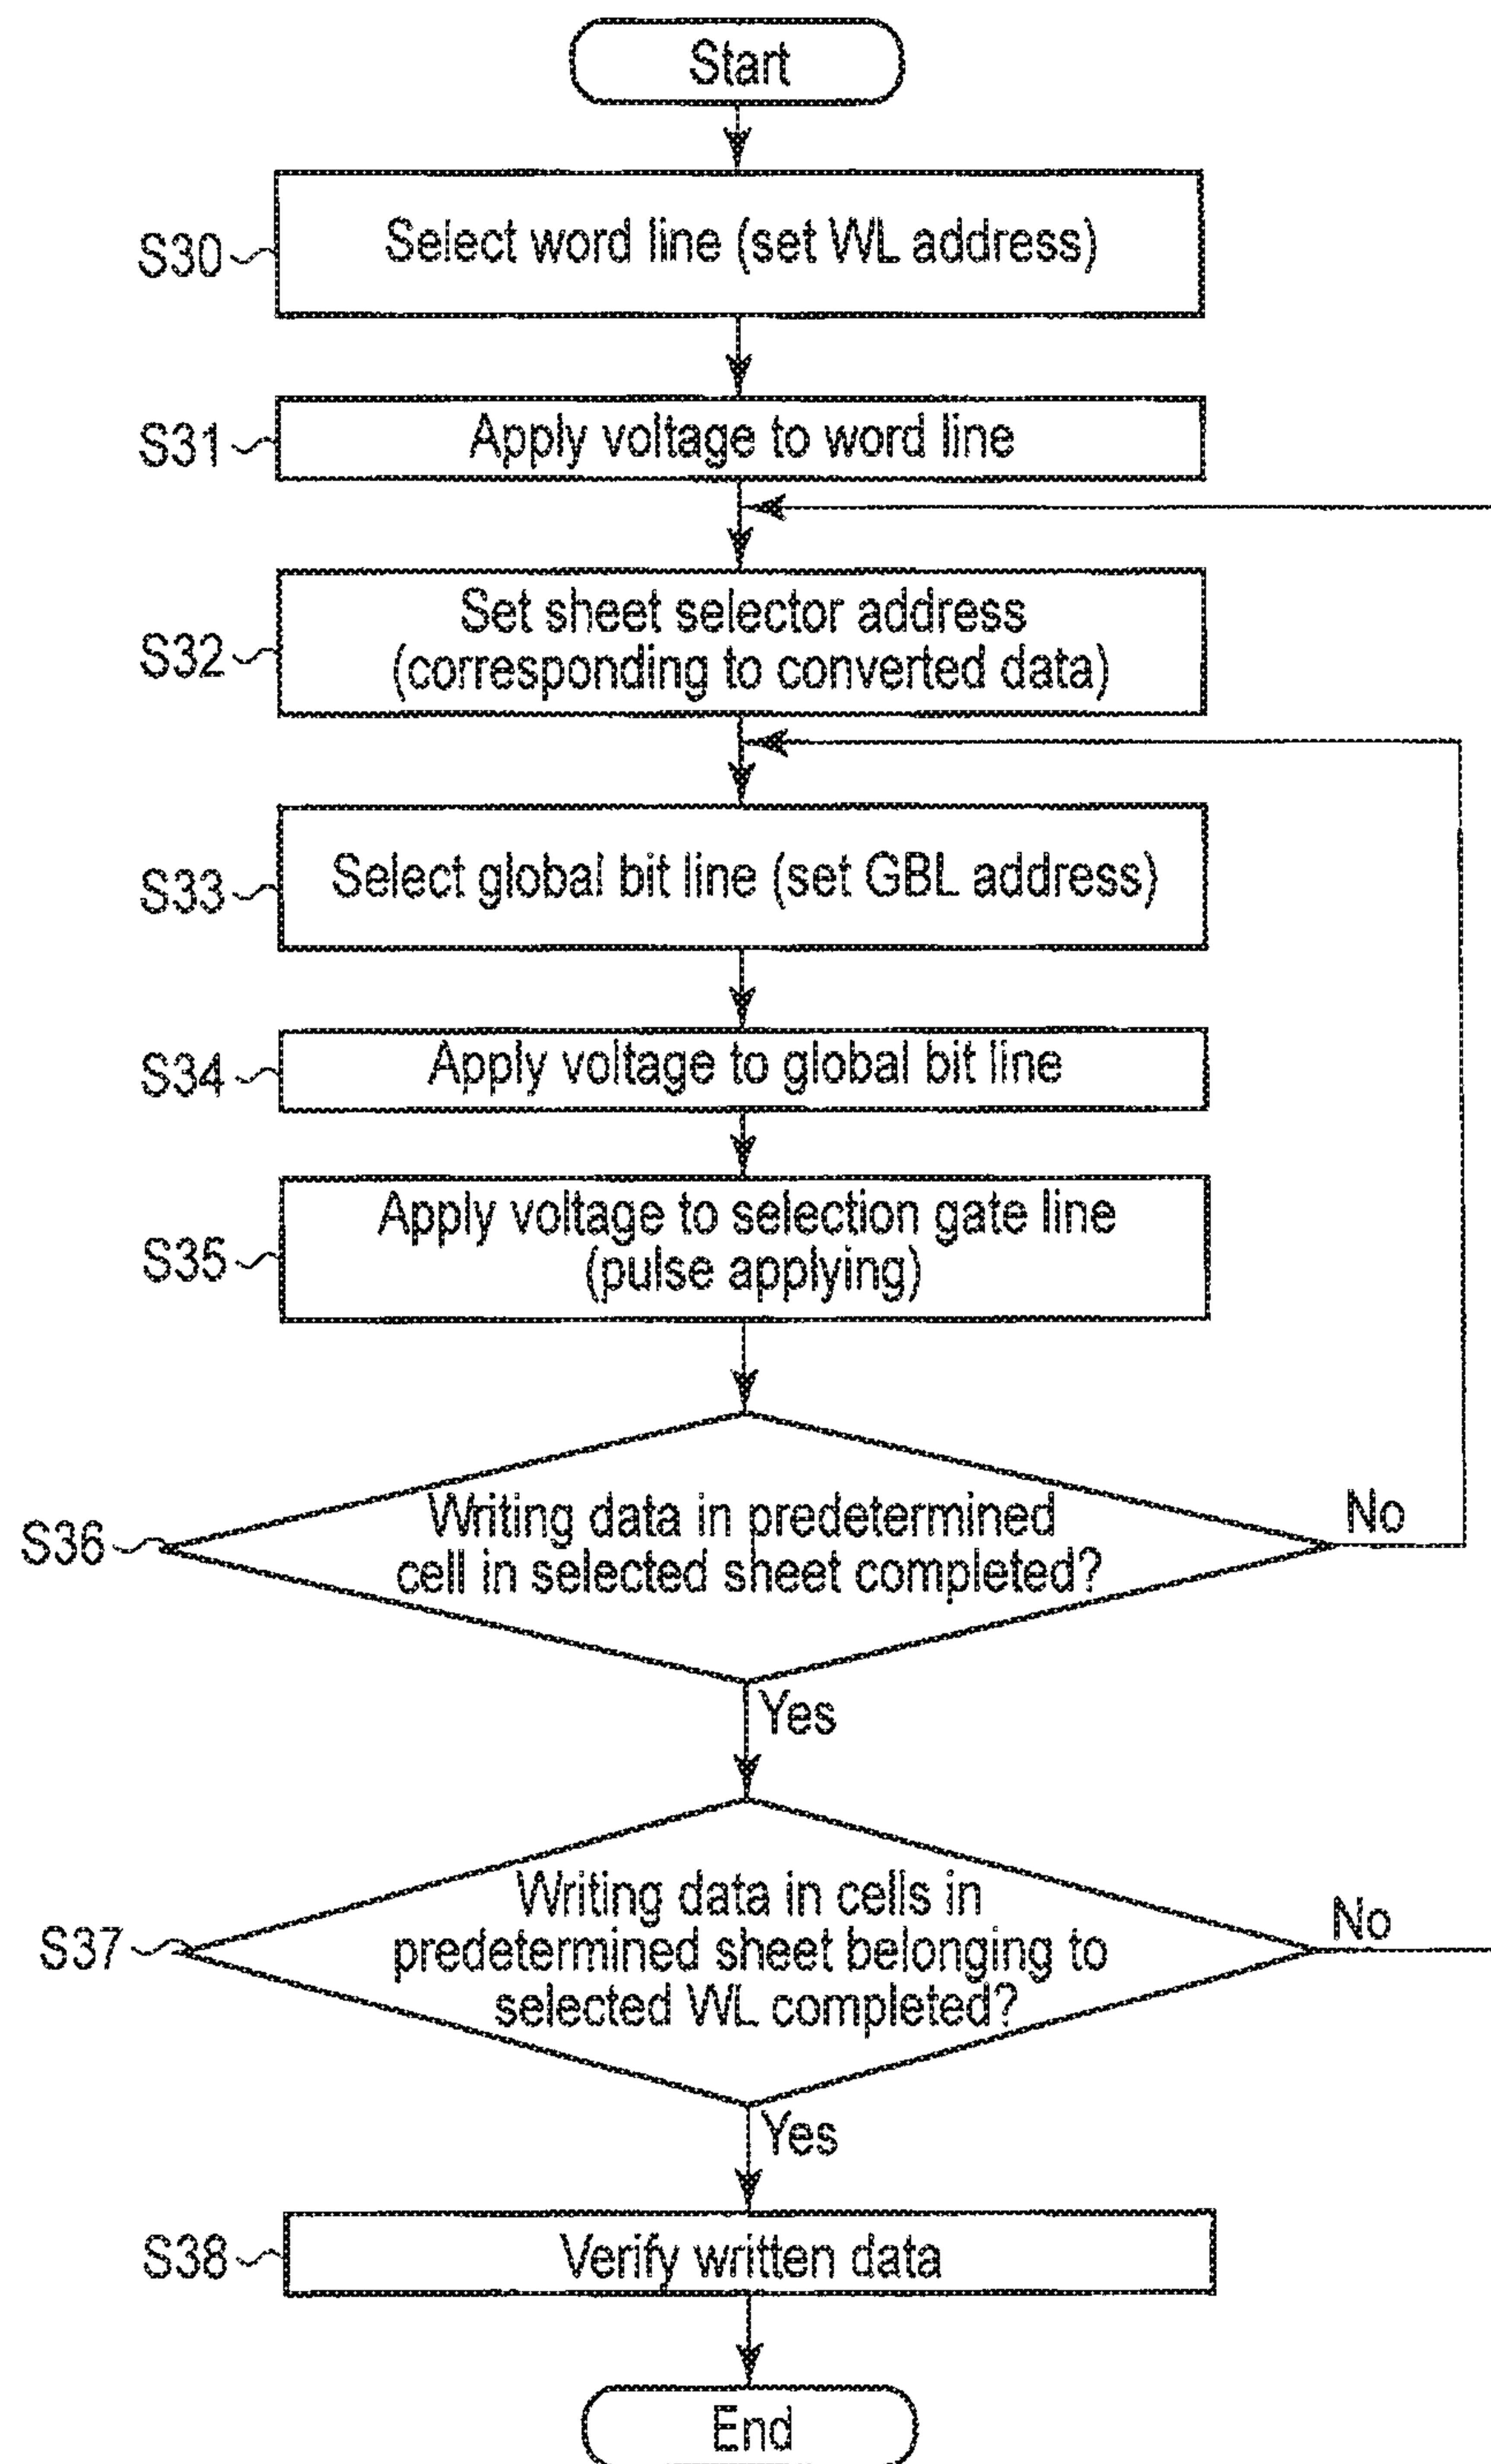 Start
S30
Select word line (set WL address)
S31
Apply voltage to word line
S32
Set sheet selector address
(corresponding to converted data)
S33
Select global bit line (set GBL address)
S34
Apply voltage to global bit line
S35
Apply voltage to selection gate line
(pulse applying)
S36
Writing data in predetermined
cell in selected sheet completed?
No
Yes
S37
Writing data in cells in
predetermined sheet belonging to
selected WL completed?
No
Yes
S38
Verify written data
End